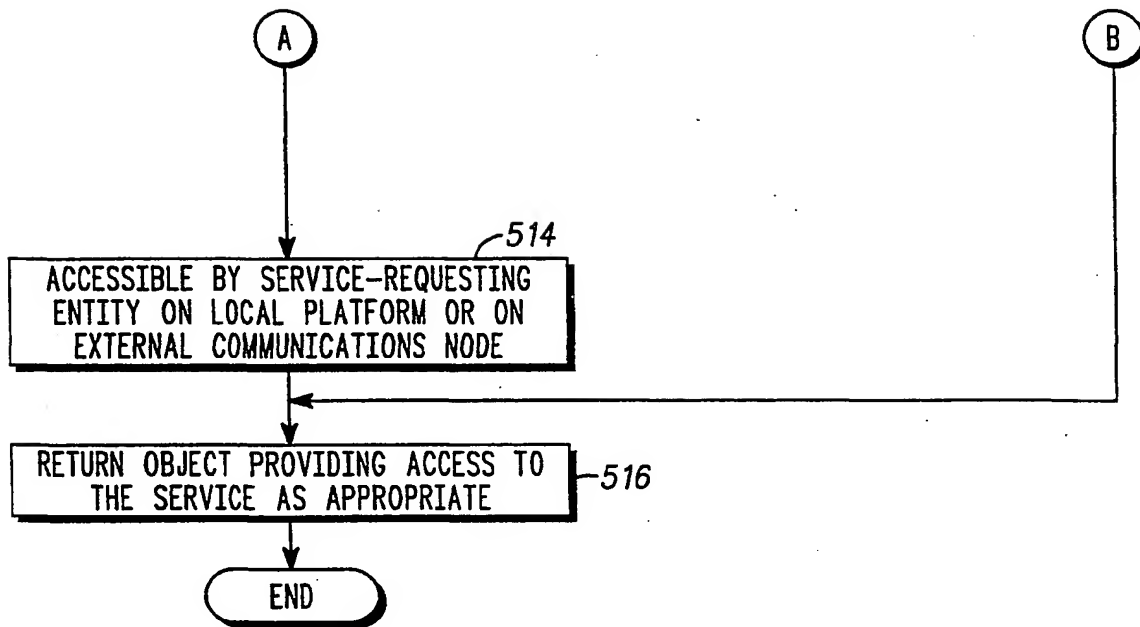 A
B
514
ACCESSIBLE BY SERVICE-REQUESTING
ENTITY ON LOCAL PLATFORM OR ON
EXTERNAL COMMUNICATIONS NODE
RETURN OBJECT PROVIDING ACCESS TO
THE SERVICE AS APPROPRIATE
516
END